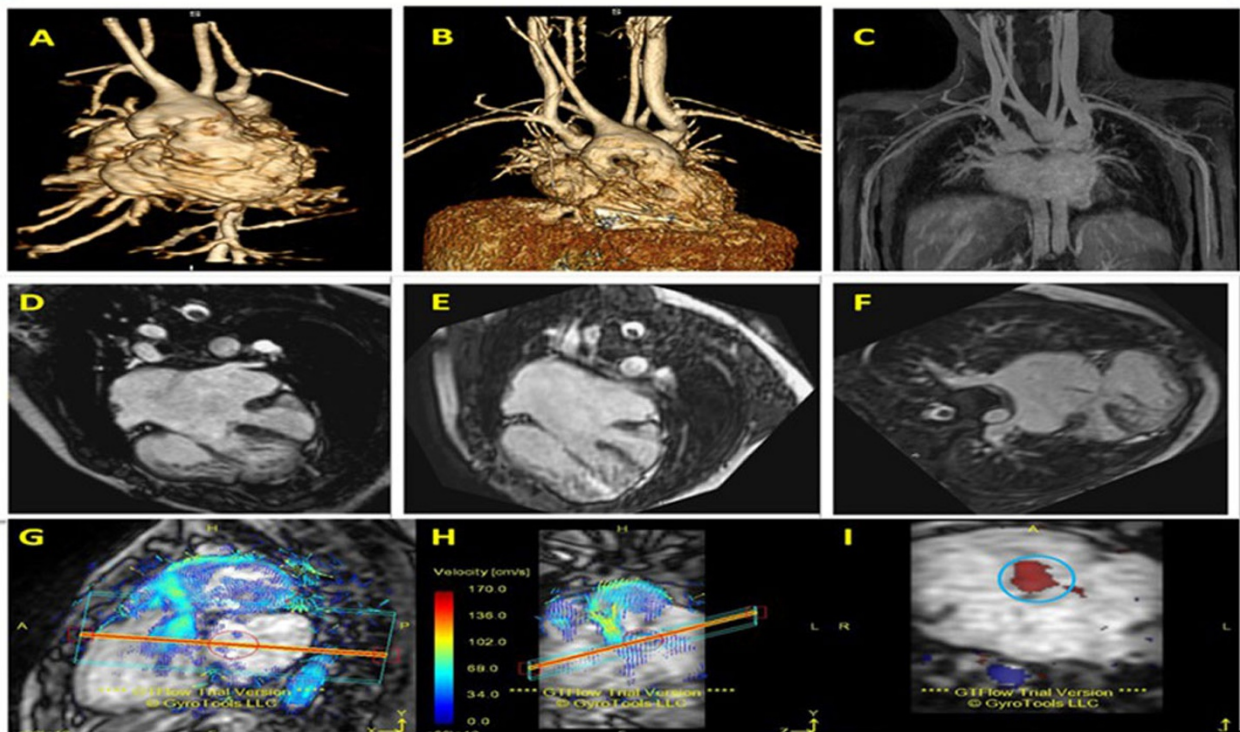 S
S
A
B
C
D
E
F
G
H
H
H
I
A
Velocity [cm/s]
170.0
136.0
102.0
68.0
34.0
0.0
A
P
L
R
L
**** GTFlow Trial Version ****
© GyroTools LLC
**** GTFlow Trial Version ****
© GyroTools LLC
**** GTFlow Trial Version ****
© GyroTools LLC
Y
Y